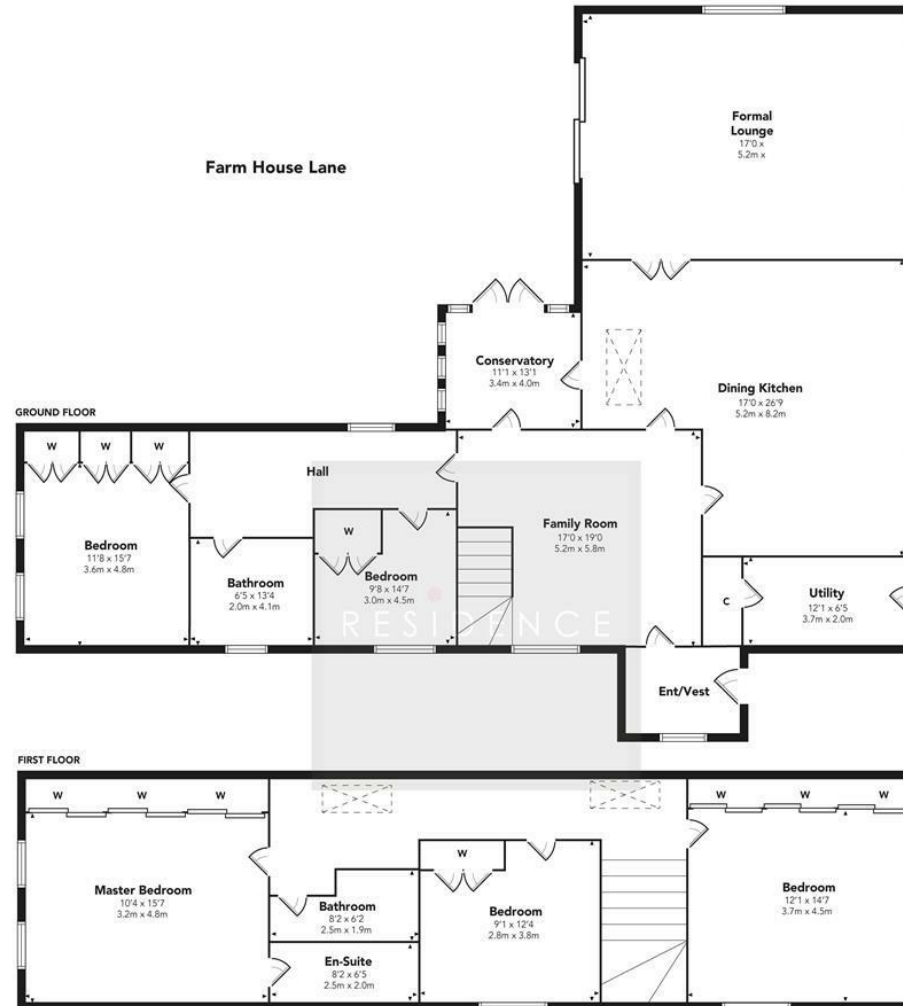 Formal
Lounge
17'0 x
5.2m x
Farm House Lane
Conservatory
11'1 x 13'1
3.4m x 4.0m
Dining Kitchen
17'0 x 26'9
5.2m x 8.2m
GROUND FLOOR
W
W
W
Hall
Bedroom
11'8 x 15'7
3.6m x 4.8m
Bathroom
6'5 x 13'4
2.0m x 4.1m
W
Bedroom
9'8 x 14'7
3.0m x 4.5m
Family Room
17'0 x 19'0
5.2m x 5.8m
C
Utility
12'1 x 6'5
3.7m x 2.0m
RESIDENCE
Ent/Vest
FIRST FLOOR
W
W
W
W
W
W
Master Bedroom
10'4 x 15'7
3.2m x 4.8m
W
Bathroom
8'2 x 6'2
2.5m x 1.9m
Bedroom
9'1 x 12'4
2.8m x 3.8m
Bedroom
12'1 x 14'7
3.7m x 4.5m
En-Suite
8'2 x 6'5
2.5m x 2.0m